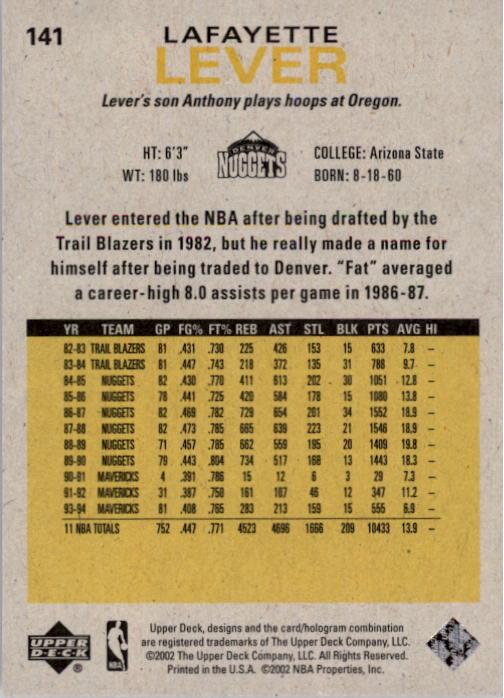 141
LAFAYETTE
LEVER
Lever's son Anthony plays hoops at Oregon.
HT: 6'3"
WT: 180 lbs
DENVER
NUGGETS
COLLEGE: Arizona State
BORN: 8-18-60
Lever entered the NBA after being drafted by the
Trail Blazers in 1982, but he really made a name for
himself after being traded to Denver. "Fat" averaged
a career-high 8.0 assists per game in 1986-87.
YR TEAM GP FG% FT% REB AST STL BLK PTS AVG HI
82-83 TRAIL BLAZERS 81 .431 .730 225 426 153 15 633 7.8 –
83-84 TRAIL BLAZERS 81 .447 .743 218 372 135 31 788 9.7 –
84-85 NUGGETS 82 .430 .770 411 613 202 30 1051 12.8 –
85-86 NUGGETS 78 .441 .725 420 584 178 15 1080 13.8 –
86-87 NUGGETS 82 .469 .782 729 654 201 34 1552 18.9 –
87-88 NUGGETS 82 .473 .785 665 639 223 21 1546 18.9 –
88-89 NUGGETS 71 .457 .785 662 559 195 20 1409 19.8 –
89-90 NUGGETS 79 .443 .804 734 517 168 13 1443 18.3 –
90-91 MAVERICKS 4 .391 .786 15 12 6 3 29 7.3 –
91-92 MAVERICKS 31 .387 .750 161 107 46 12 347 11.2 –
93-94 MAVERICKS 81 .408 .765 283 213 159 15 555 6.9 –
11 NBA TOTALS 752 .447 .771 4523 4696 1666 209 10433 13.9 –
UPPER
DECK
®
NBA
Upper Deck, designs and the card/hologram combination
are registered trademarks of The Upper Deck Company, LLC.
©2002 The Upper Deck Company, LLC. All Rights Reserved.
Printed in the U.S.A. ©2002 NBA Properties, Inc.